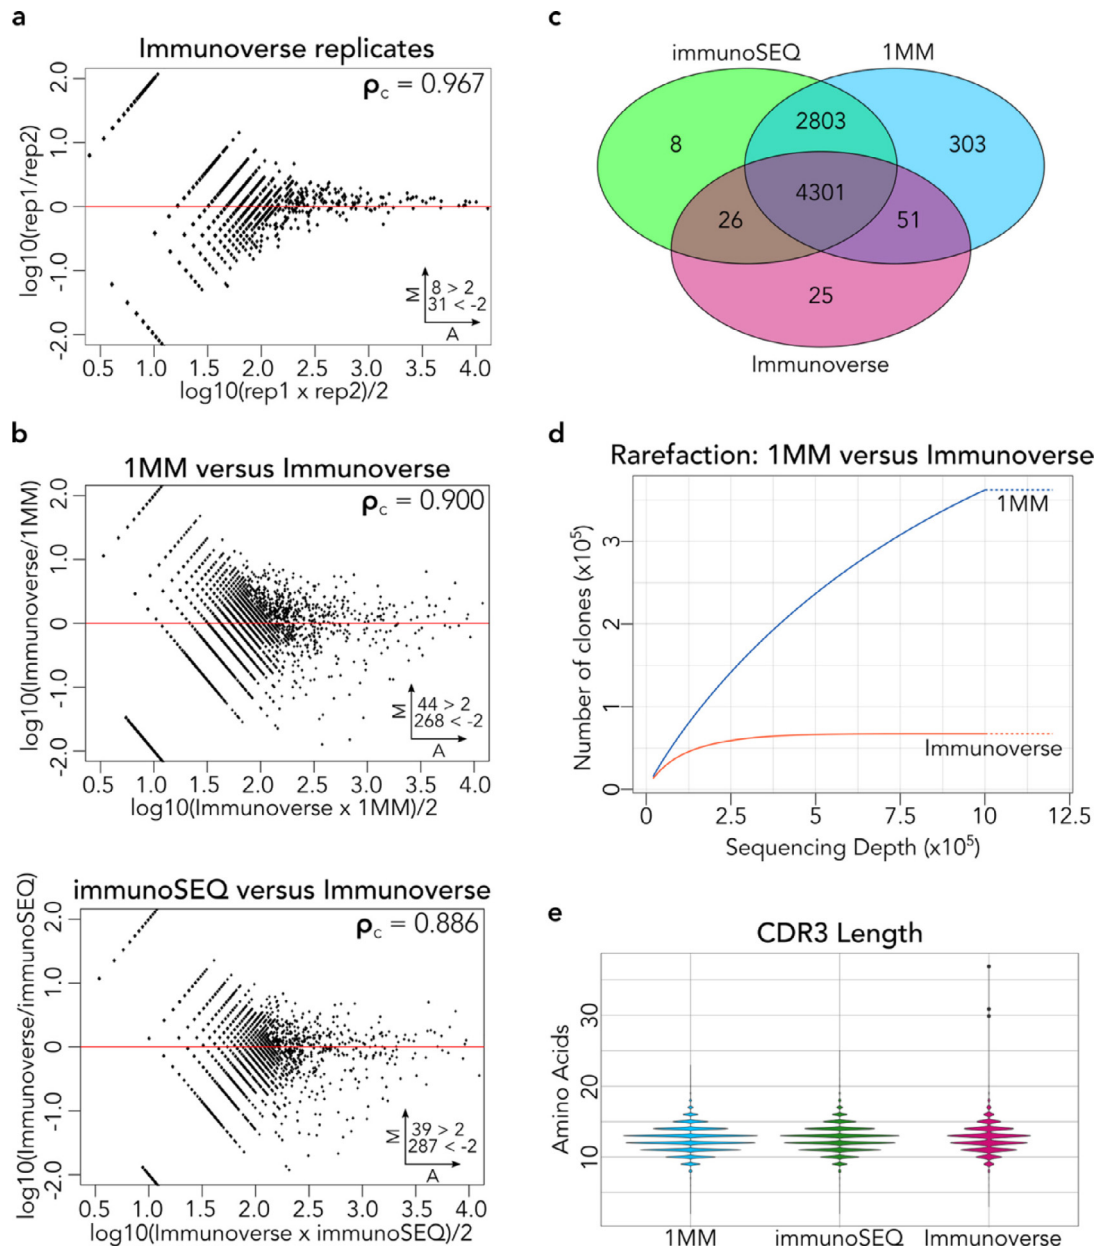 a
Immunoverse replicates
ρc = 0.967
log10(rep1/rep2)
2.0
1.0
0
-1.0
-2.0
M
8 > 2
31 < -2
A
0.5 1.0 1.5 2.0 2.5 3.0 3.5 4.0
log10(rep1 x rep2)/2
b
1MM versus Immunoverse
ρc = 0.900
log10(Immunoverse/1MM)
2.0
1.0
0
-1.0
-2.0
M
44 > 2
268 < -2
A
0.5 1.0 1.5 2.0 2.5 3.0 3.5 4.0
log10(Immunoverse x 1MM)/2
immunoSEQ versus Immunoverse
ρc = 0.886
log10(Immunoverse/immunoSEQ)
2.0
1.0
0
-1.0
-2.0
M
39 > 2
287 < -2
A
0.5 1.0 1.5 2.0 2.5 3.0 3.5 4.0
log10(Immunoverse x immunoSEQ)/2
c
immunoSEQ 1MM
2803
8
303
4301
26
51
25
Immunoverse
d
Rarefaction: 1MM versus Immunoverse
Number of clones (x10⁵)
3
2
1
0
1MM
Immunoverse
0 2.5 5 7.5 10 12.5
Sequencing Depth (x10⁵)
e
CDR3 Length
Amino Acids
30
20
10
1MM immunoSEQ Immunoverse